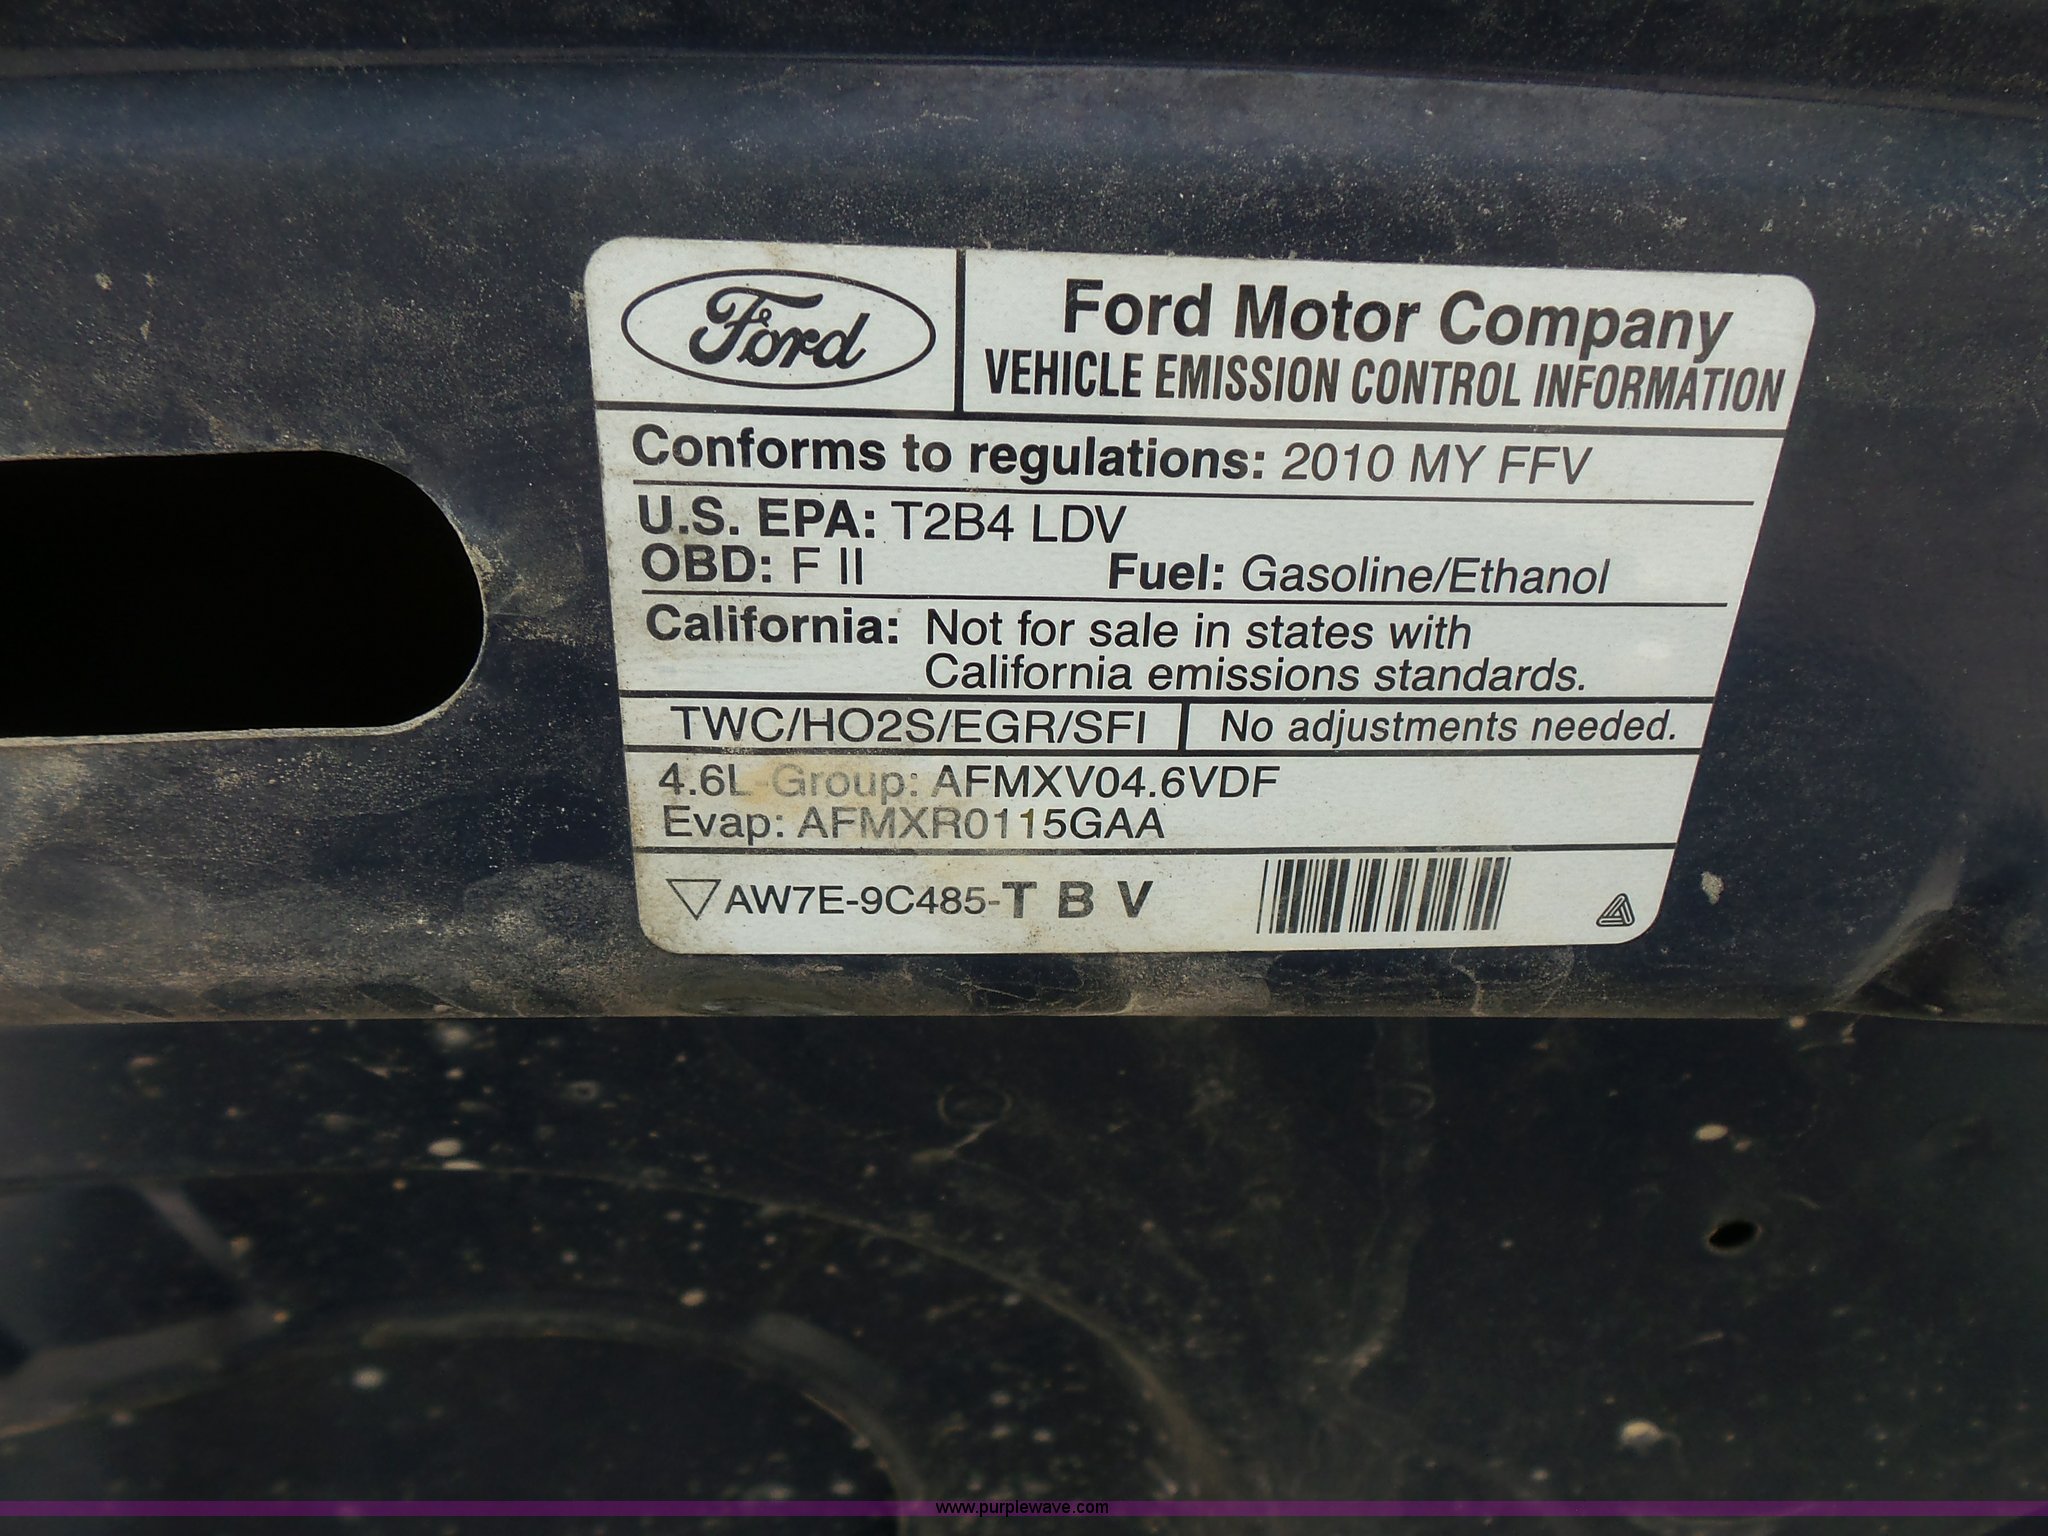 Ford
Ford Motor Company
VEHICLE EMISSION CONTROL INFORMATION
Conforms to regulations: 2010 MY FFV
U.S. EPA: T2B4 LDV
OBD: F II Fuel: Gasoline/Ethanol
California: Not for sale in states with
California emissions standards.
TWC/HO2S/EGR/SFI No adjustments needed.
4.6L-Group: AFMXV04.6VDF
Evap: AFMXR0115GAA
AW7E-9C485-T B V
www.purplewave.com